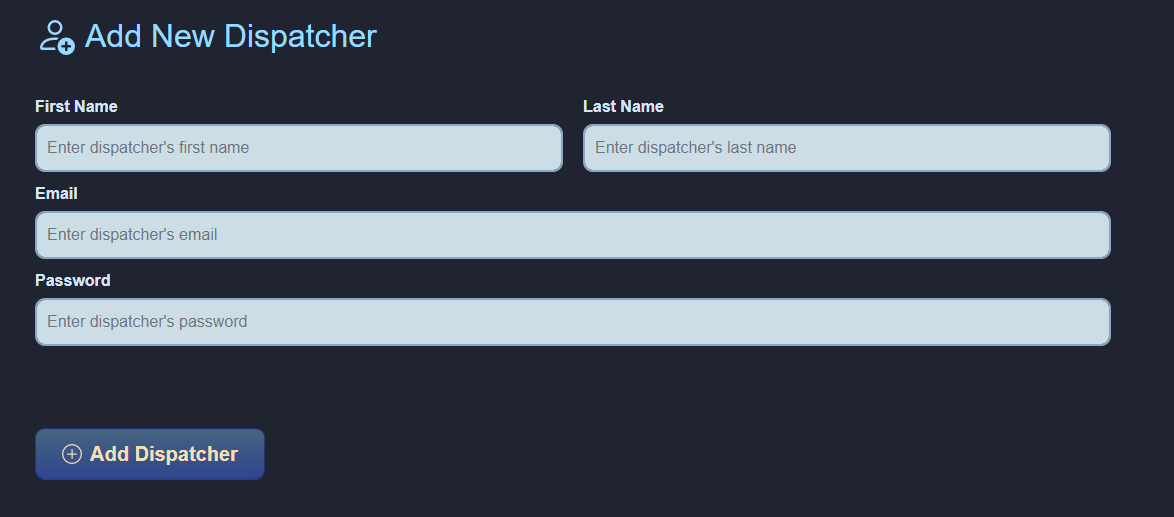 Add New Dispatcher
First Name
Last Name
Enter dispatcher's first name
Enter dispatcher's last name
Email
Enter dispatcher's email
Password
Enter dispatcher's password
Add Dispatcher